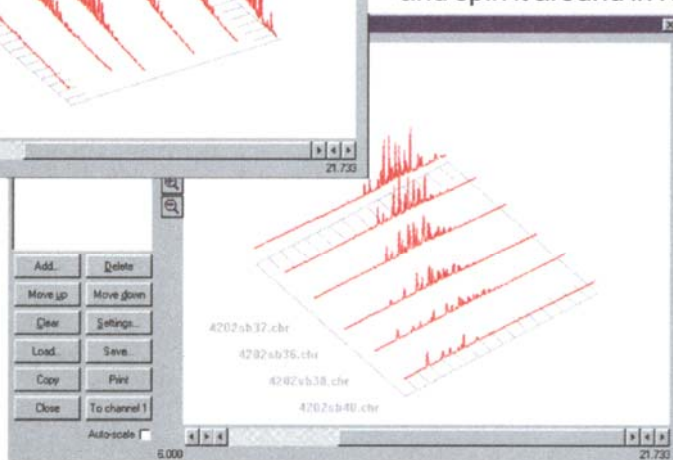 and spin it around in
21.733
Add... Delete
Move up Move down
Clear Settings...
Load... Save...
Copy Print
Close To channel 1
Auto-scale
4202sb37.chr
4202sb36.chr
4202sb38.chr
4202sb40.chr
6.000 21.730